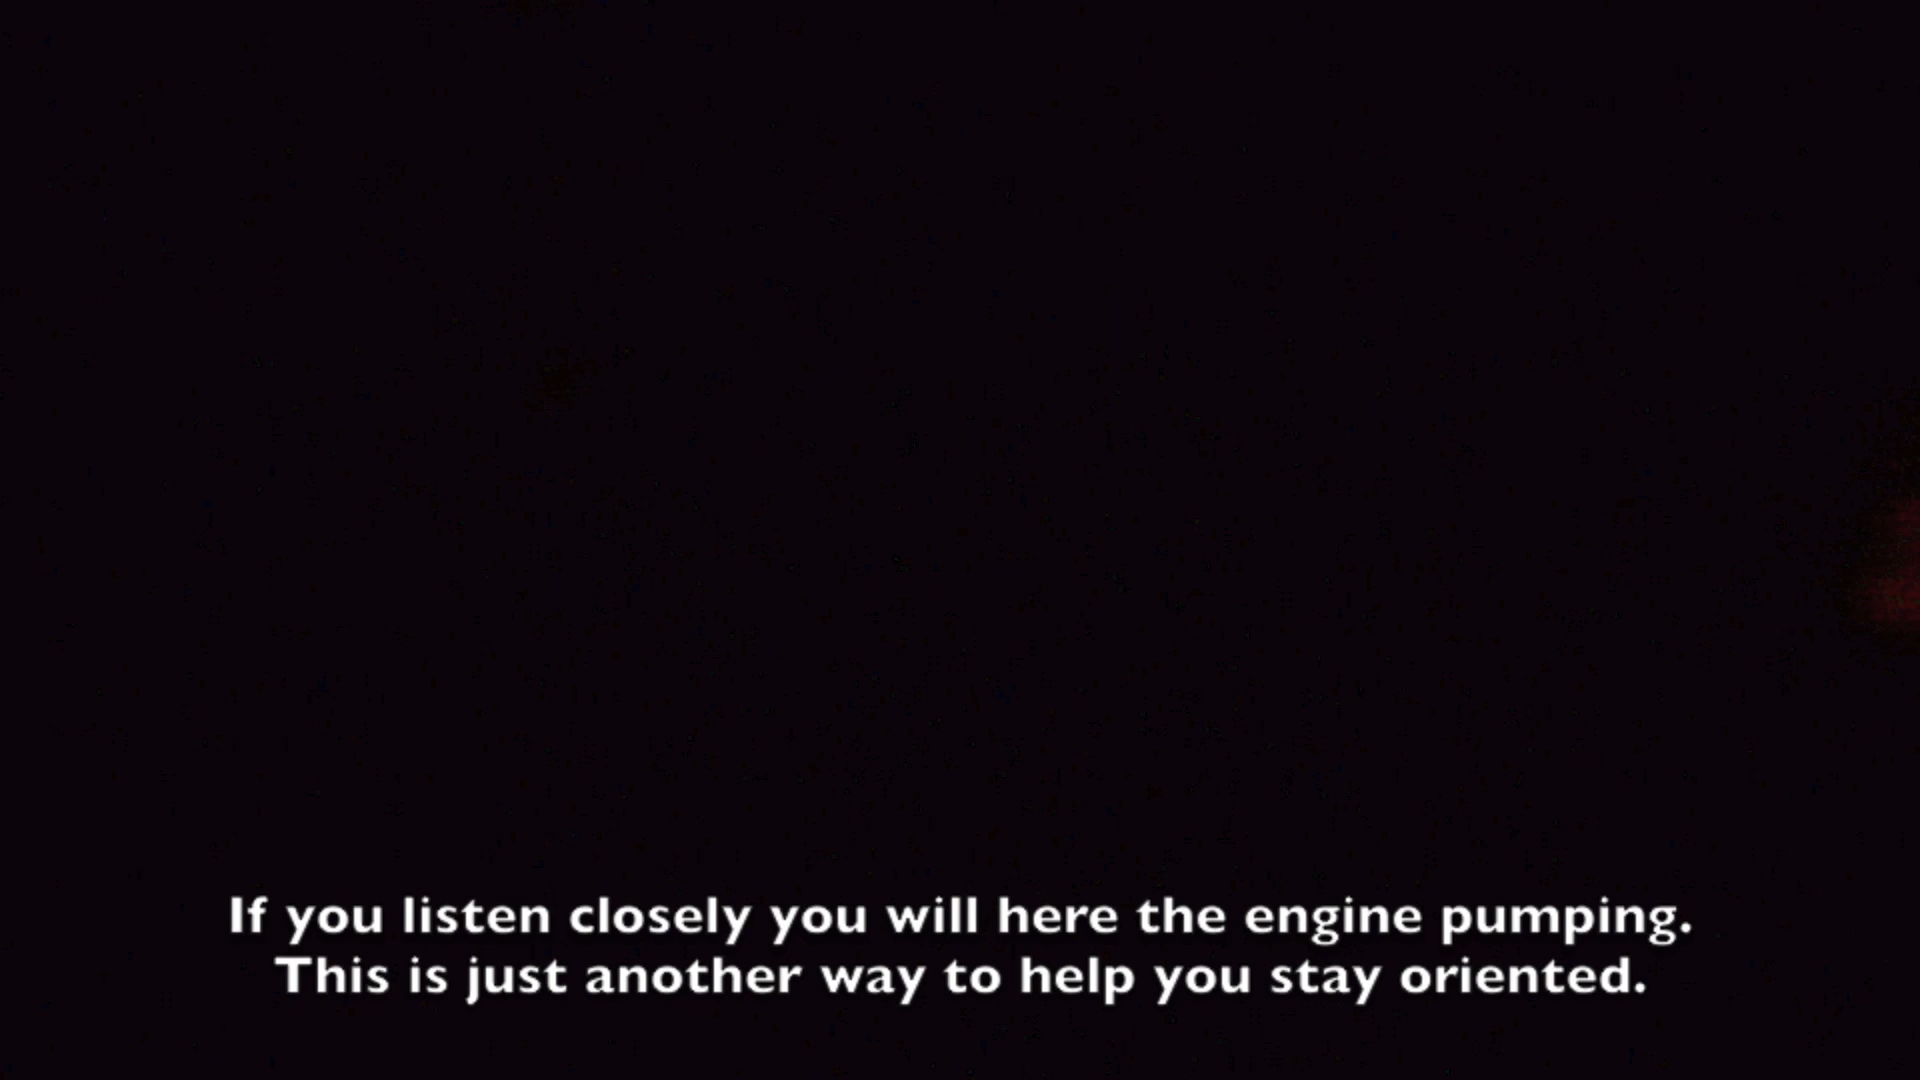 If you listen closely you will here the engine pumping.
This is just another way to help you stay oriented.